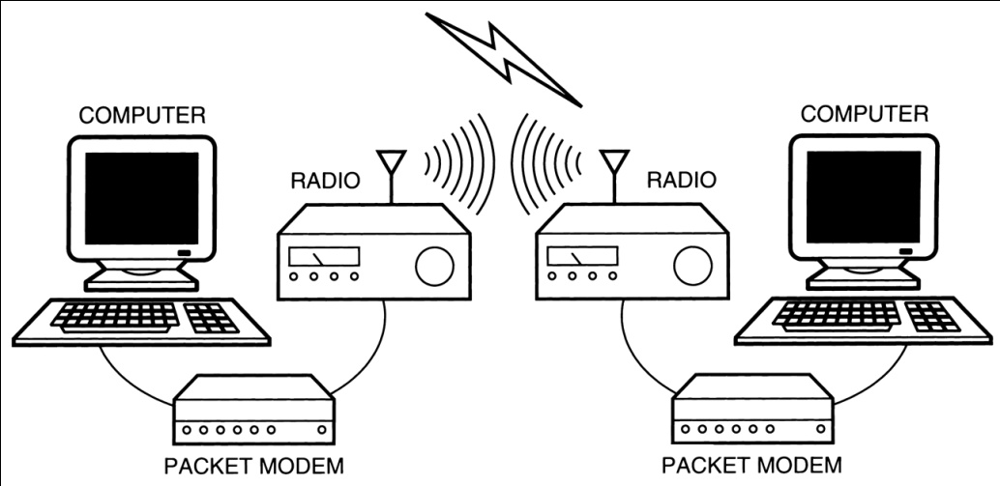 COMPUTER
COMPUTER
RADIO
RADIO
PACKET MODEM
PACKET MODEM